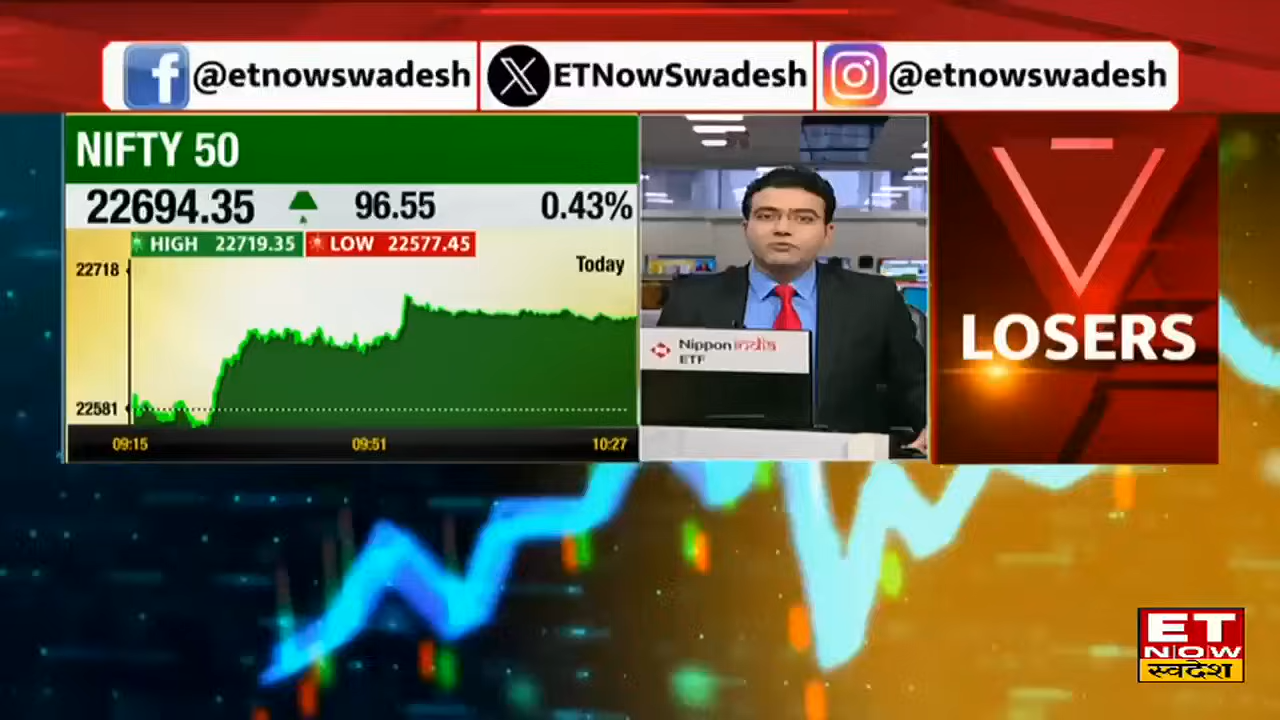 @etnowswadesh
ETNowSwadesh
@etnowswadesh
NIFTY 50
22694.35 96.55 0.43%
HIGH 22719.35 LOW 22577.45
Today
22718
22581
09:15 09:51 10:27
Nippon india
ETF
LOSERS
ET
NOW
स्वदेश